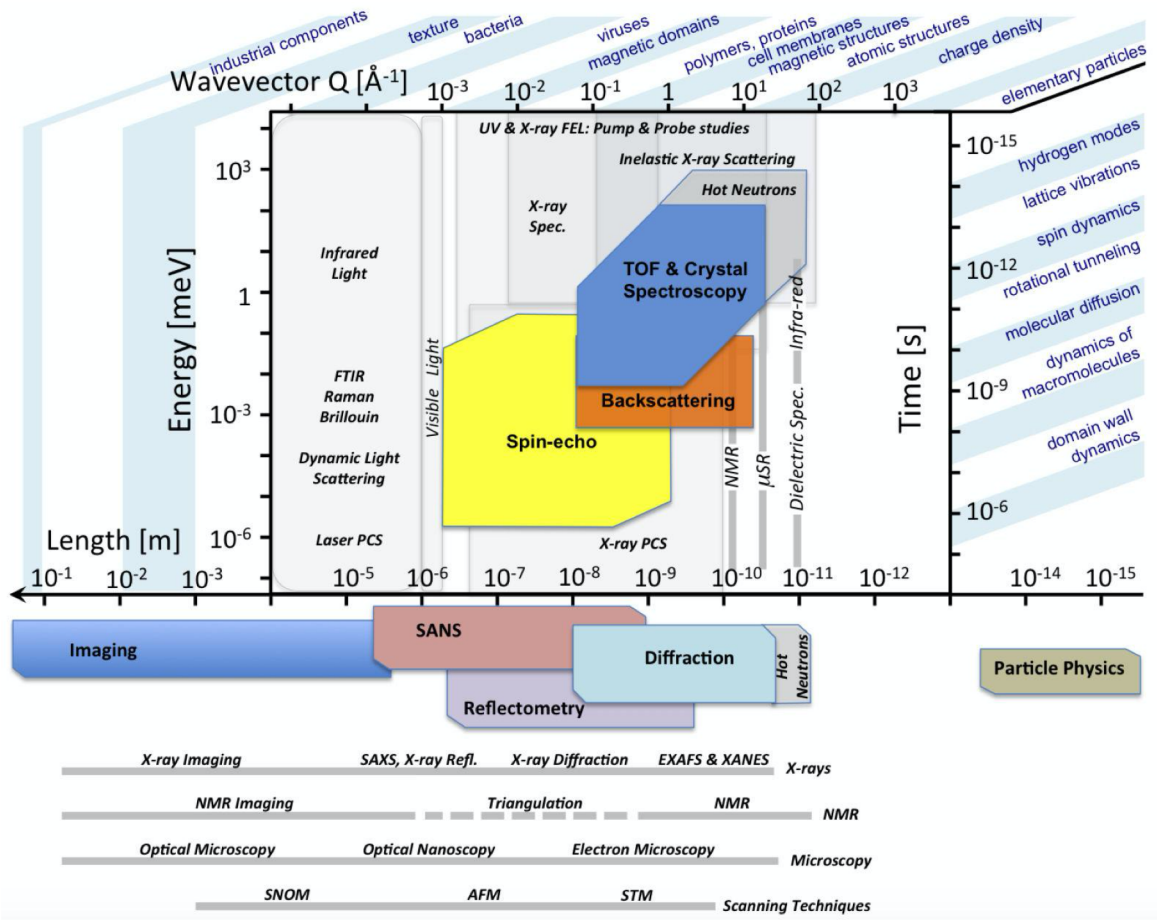 industrial components
texture
bacteria
viruses
magnetic domains
polymers, proteins
cell membranes
magnetic structures
atomic structures
charge density
elementary particles
Wavevector Q [Å-1]
10-3 10-2 10-1 1 101 102 103
UV & X-ray FEL: Pump & Probe studies
Inelastic X-ray Scattering
Hot Neutrons
X-ray
Spec.
Infrared
Light
TOF & Crystal
Spectroscopy
Energy [meV]
103
1
10-3
10-6
Visible Light
FTIR
Raman
Brillouin
Dynamic Light
Scattering
Laser PCS
Spin-echo
Backscattering
X-ray PCS
NMR
µSR
Dielectric Spec. Infra-red
Time [s]
10-15
10-12
10-9
10-6
hydrogen modes
lattice vibrations
spin dynamics
rotational tunneling
molecular diffusion
dynamics of
macromolecules
domain wall
dynamics
Length [m]
10-1 10-2 10-3 10-5 10-6 10-7 10-8 10-9 10-10 10-11 10-12 10-14 10-15
Imaging
SANS
Diffraction
Hot
Neutrons
Reflectometry
Particle Physics
X-ray Imaging SAXS, X-ray Refl. X-ray Diffraction EXAFS & XANES X-rays
NMR Imaging Triangulation NMR NMR
Optical Microscopy Optical Nanoscopy Electron Microscopy Microscopy
SNOM AFM STM Scanning Techniques